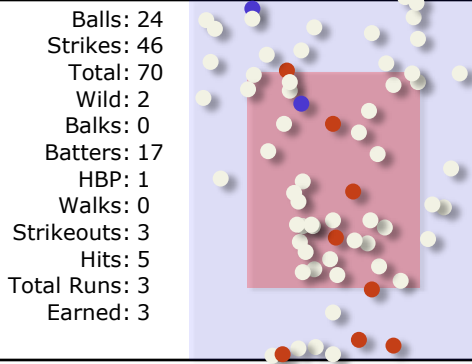 Balls: 24
Strikes: 46
Total: 70
Wild: 2
Balks: 0
Batters: 17
HBP: 1
Walks: 0
Strikeouts: 3
Hits: 5
Total Runs: 3
Earned: 3